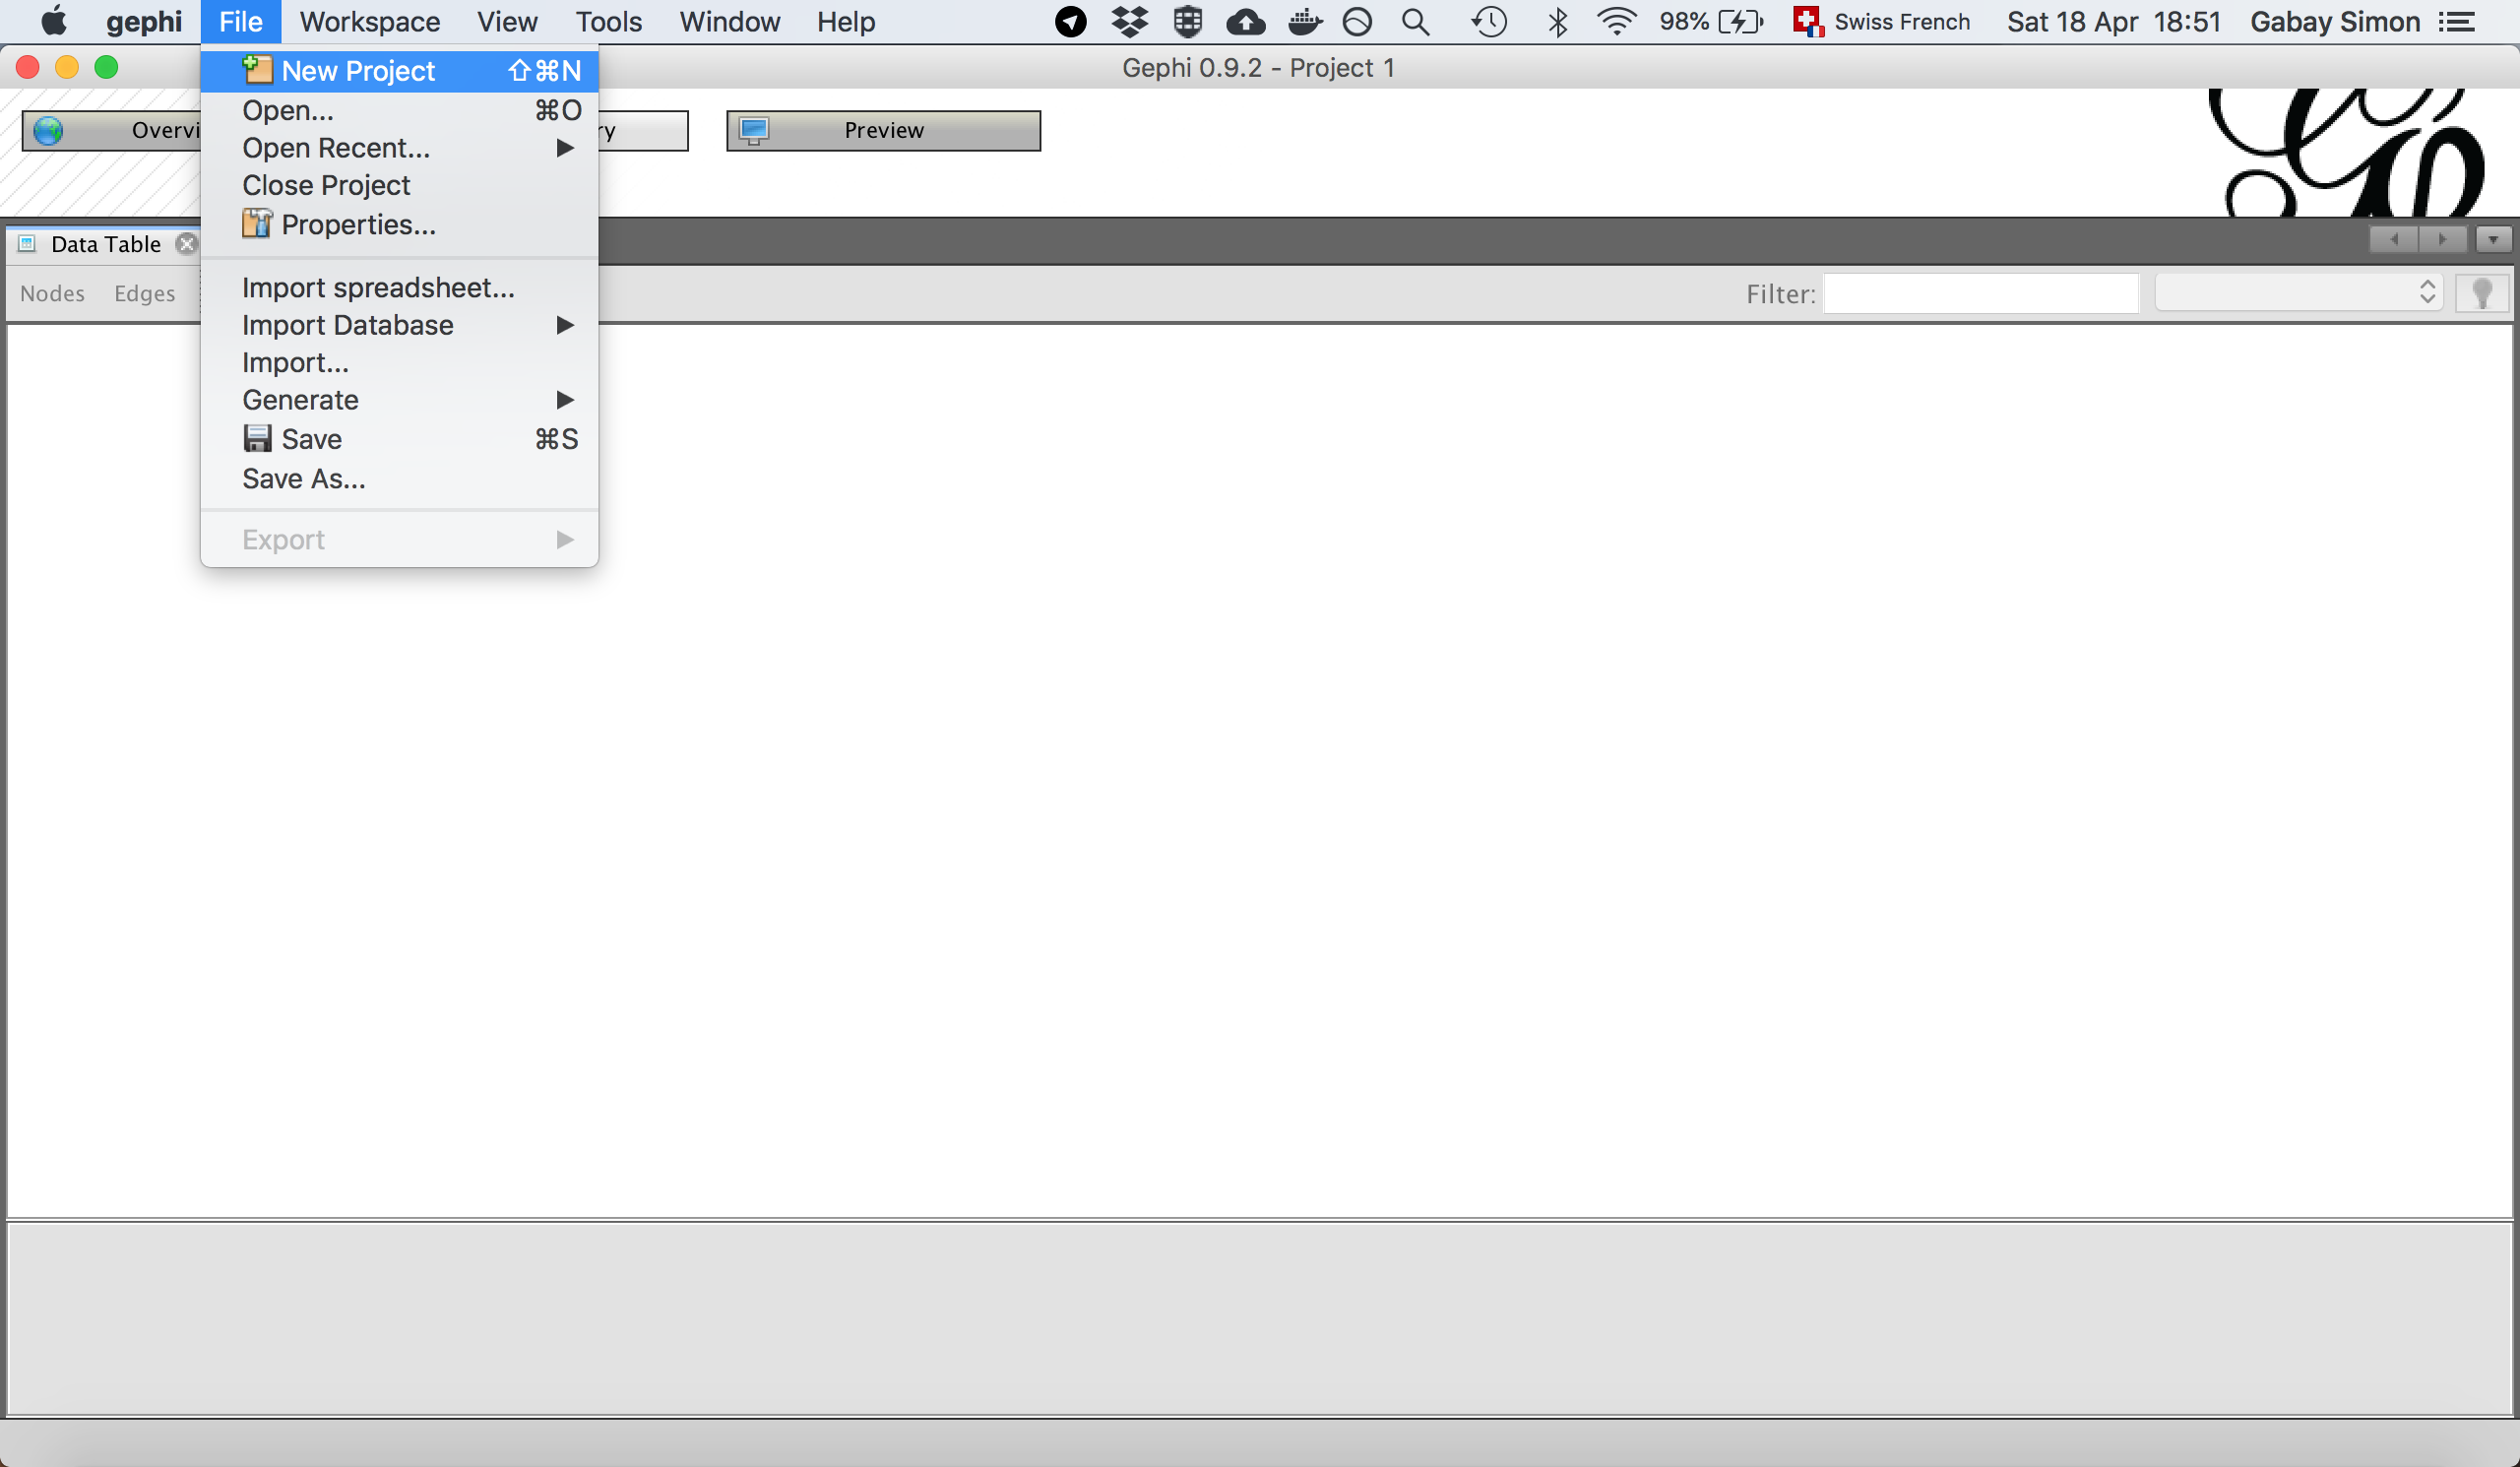 gephi File Workspace View Tools Window Help 98% Swiss French Sat 18 Apr 18:51 Gabay Simon
Gephi 0.9.2 - Project 1
New Project ⇧⌘N
Open... ⌘O
Overvi ry Preview
Open Recent... ▶
Close Project
Properties...
Data Table
Nodes Edges Filter:
Import spreadsheet...
Import Database ▶
Import...
Generate ▶
Save ⌘S
Save As...
Export ▶